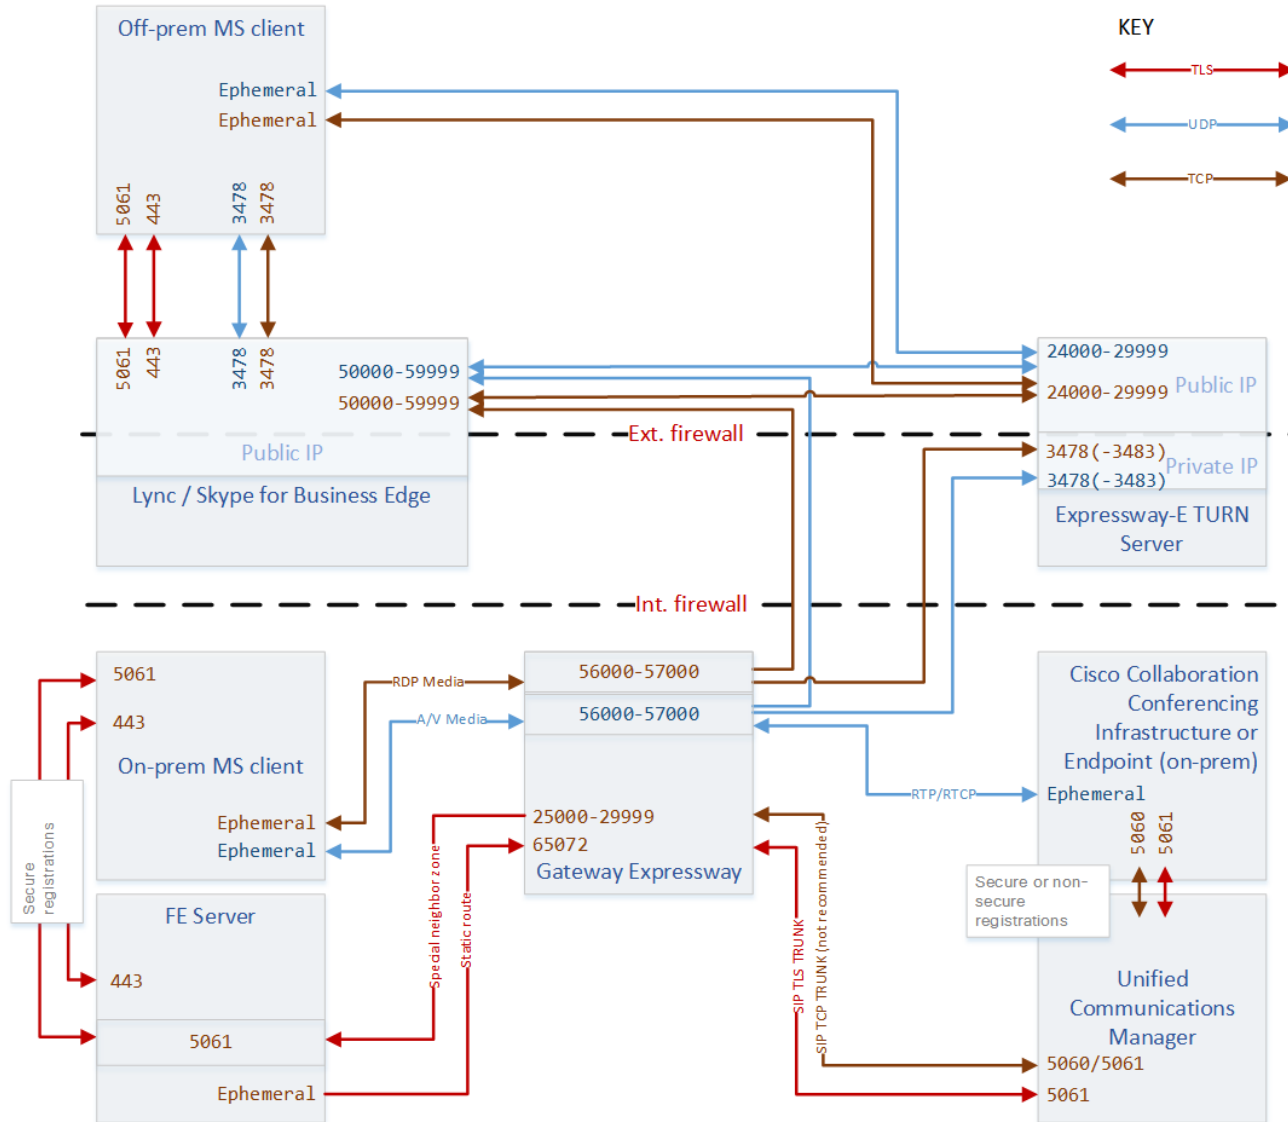 Off-prem MS client
KEY
TLS
UDP
TCP
Ephemeral
Ephemeral
5061
443
3478
3478
5061
443
3478
3478
50000-59999
50000-59999
Public IP
Lync / Skype for Business Edge
24000-29999
Public IP
24000-29999
Ext. firewall
3478(-3483)
Private IP
3478(-3483)
Expressway-E TURN
Server
Int. firewall
5061
443
On-prem MS client
Ephemeral
Ephemeral
RDP Media
A/V Media
56000-57000
56000-57000
25000-29999
65072
Gateway Expressway
Cisco Collaboration
Conferencing
Infrastructure or
Endpoint (on-prem)
RTP/RTCP
Ephemeral
5060
5061
Secure or non-
secure
registrations
Secure
registrations
FE Server
443
5061
Ephemeral
Special neighbor zone
Static route
SIP TLS TRUNK
SIP TCP TRUNK (not recommended)
Unified
Communications
Manager
5060/5061
5061